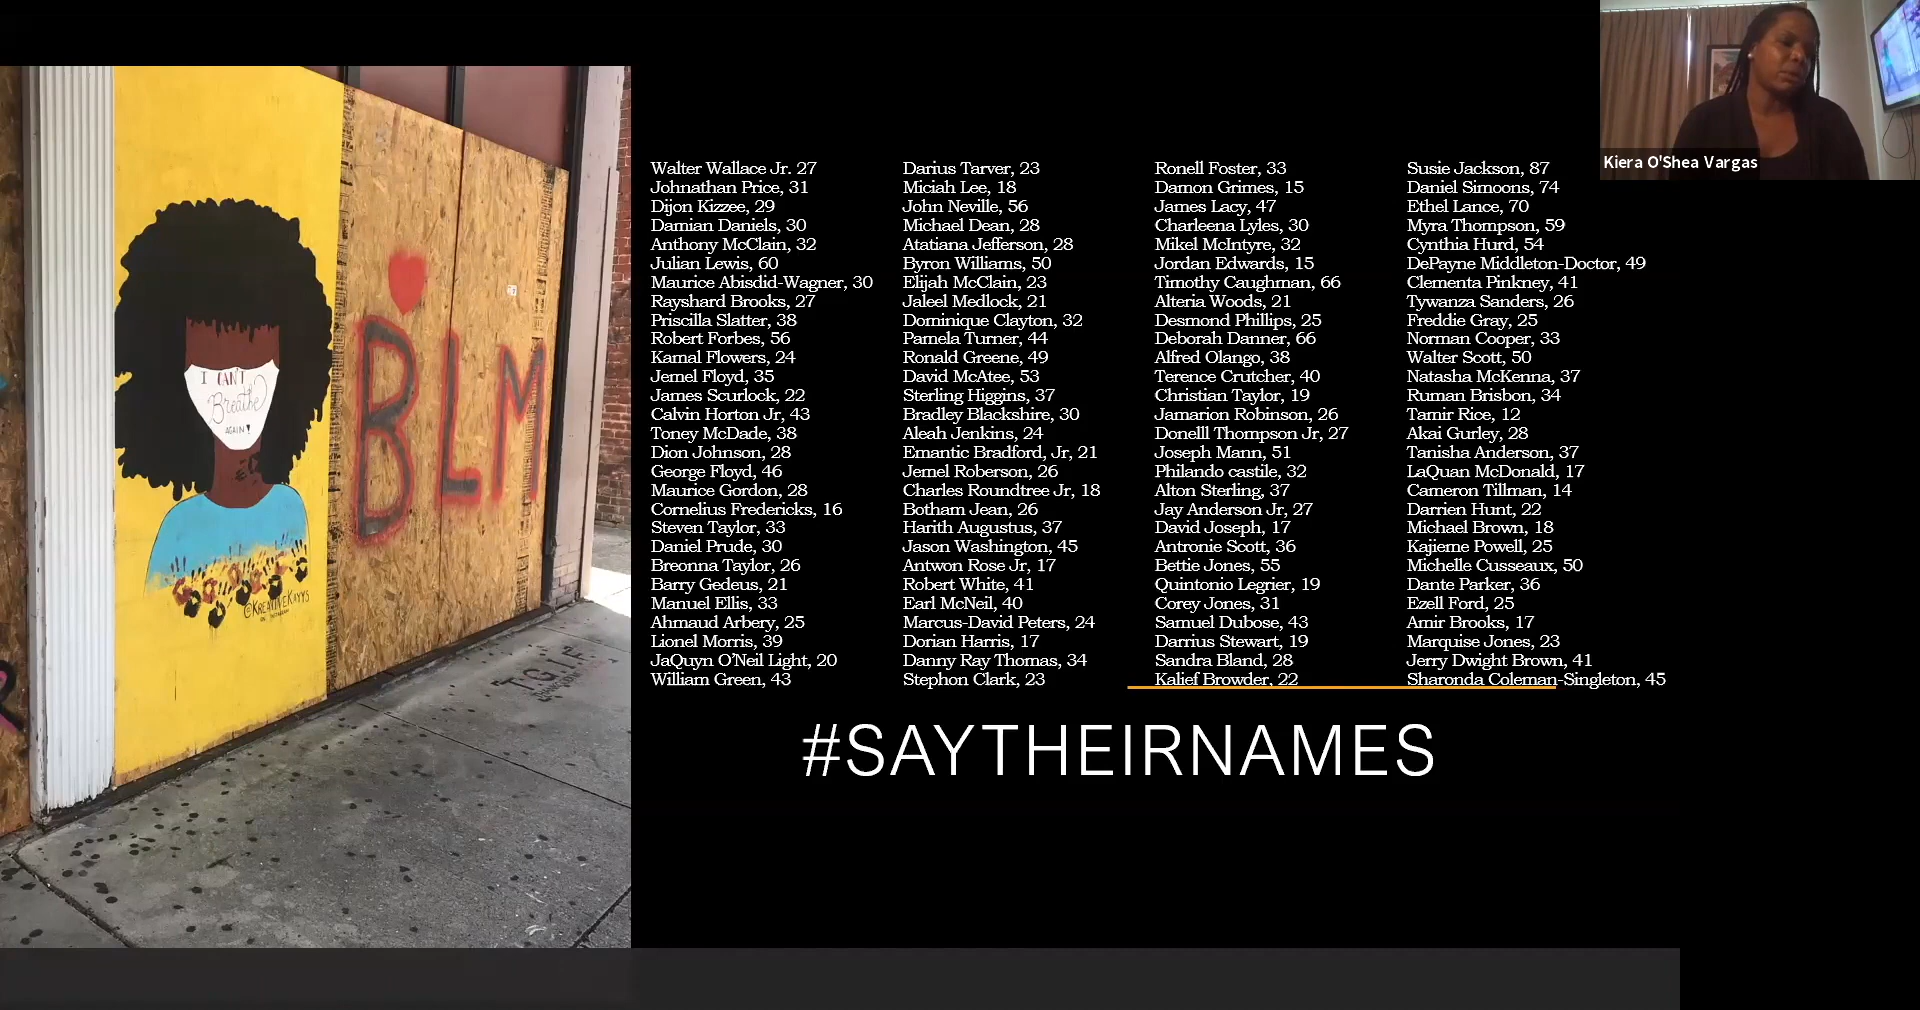 I CAN'T
Breathe
AGAIN!
@KREATIVEKAYYS
ON INSTAGRAM
BLM
T.G.I.F.
Walter Wallace Jr. 27
Johnathan Price, 31
Dijon Kizzee, 29
Damian Daniels, 30
Anthony McClain, 32
Julian Lewis, 60
Maurice Abisdid-Wagner, 30
Rayshard Brooks, 27
Priscilla Slatter, 38
Robert Forbes, 56
Kamal Flowers, 24
Jemel Floyd, 35
James Scurlock, 22
Calvin Horton Jr, 43
Toney McDade, 38
Dion Johnson, 28
George Floyd, 46
Maurice Gordon, 28
Cornelius Fredericks, 16
Steven Taylor, 33
Daniel Prude, 30
Breonna Taylor, 26
Barry Gedeus, 21
Manuel Ellis, 33
Ahmaud Arbery, 25
Lionel Morris, 39
JaQuyn O'Neil Light, 20
William Green, 43
Darius Tarver, 23
Miciah Lee, 18
John Neville, 56
Michael Dean, 28
Atatiana Jefferson, 28
Byron Williams, 50
Elijah McClain, 23
Jaleel Medlock, 21
Dominique Clayton, 32
Pamela Turner, 44
Ronald Greene, 49
David McAtee, 53
Sterling Higgins, 37
Bradley Blackshire, 30
Aleah Jenkins, 24
Emantic Bradford, Jr, 21
Jemel Roberson, 26
Charles Roundtree Jr, 18
Botham Jean, 26
Harith Augustus, 37
Jason Washington, 45
Antwon Rose Jr, 17
Robert White, 41
Earl McNeil, 40
Marcus-David Peters, 24
Dorian Harris, 17
Danny Ray Thomas, 34
Stephon Clark, 23
Ronell Foster, 33
Damon Grimes, 15
James Lacy, 47
Charleena Lyles, 30
Mikel McIntyre, 32
Jordan Edwards, 15
Timothy Caughman, 66
Alteria Woods, 21
Desmond Phillips, 25
Deborah Danner, 66
Alfred Olango, 38
Terence Crutcher, 40
Christian Taylor, 19
Jamarion Robinson, 26
Donelll Thompson Jr, 27
Joseph Mann, 51
Philando castile, 32
Alton Sterling, 37
Jay Anderson Jr, 27
David Joseph, 17
Antronie Scott, 36
Bettie Jones, 55
Quintonio Legrier, 19
Corey Jones, 31
Samuel Dubose, 43
Darrius Stewart, 19
Sandra Bland, 28
Kalief Browder, 22
Susie Jackson, 87
Daniel Simoons, 74
Ethel Lance, 70
Myra Thompson, 59
Cynthia Hurd, 54
DePayne Middleton-Doctor, 49
Clementa Pinkney, 41
Tywanza Sanders, 26
Freddie Gray, 25
Norman Cooper, 33
Walter Scott, 50
Natasha McKenna, 37
Ruman Brisbon, 34
Tamir Rice, 12
Akai Gurley, 28
Tanisha Anderson, 37
LaQuan McDonald, 17
Cameron Tillman, 14
Darrien Hunt, 22
Michael Brown, 18
Kajieme Powell, 25
Michelle Cusseaux, 50
Dante Parker, 36
Ezell Ford, 25
Amir Brooks, 17
Marquise Jones, 23
Jerry Dwight Brown, 41
Sharonda Coleman-Singleton, 45
#SAYTHEIRNAMES
Kiera O'Shea Vargas